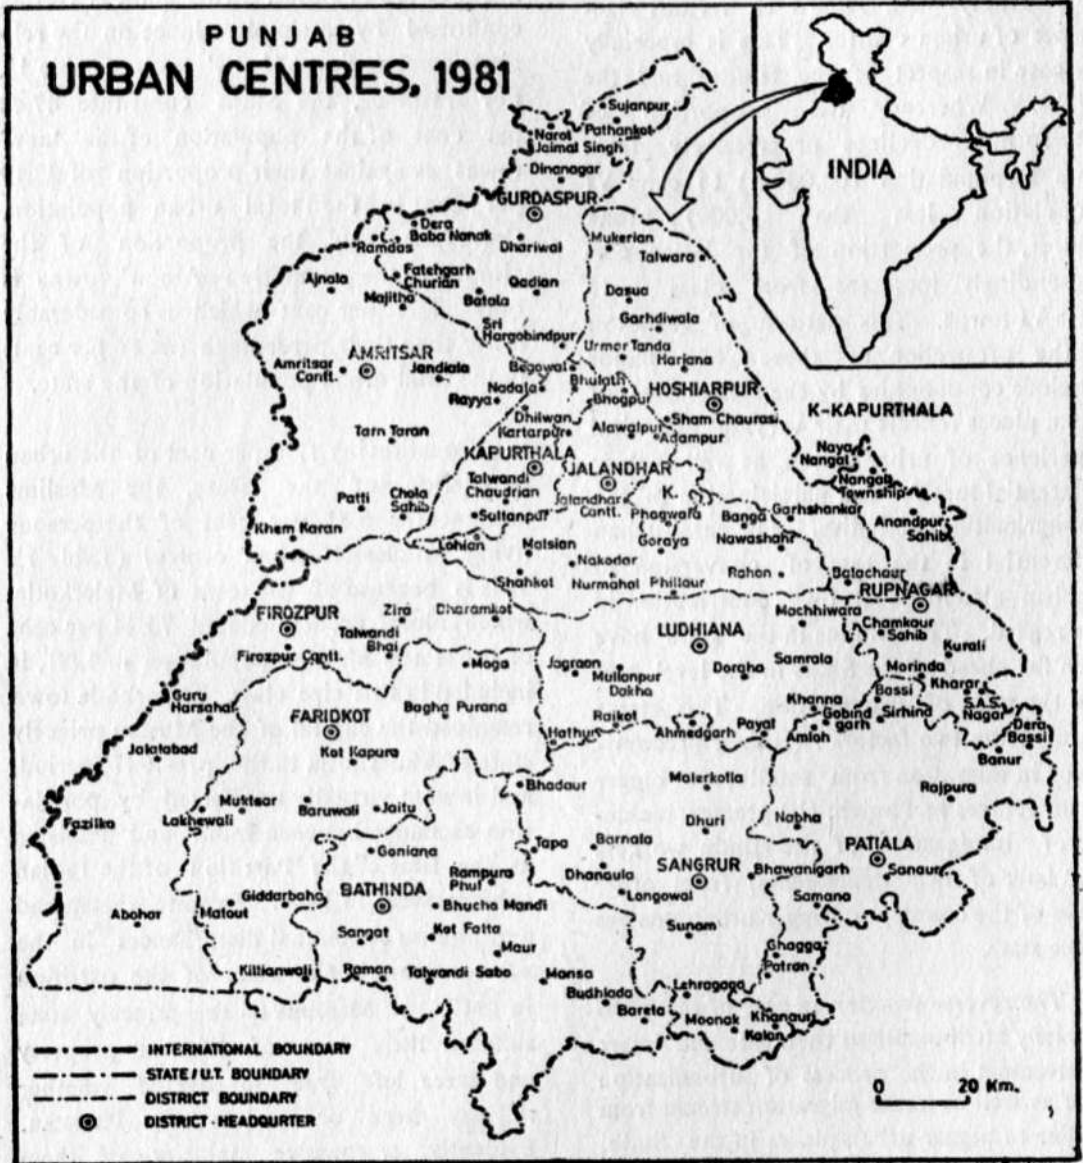 PUNJAB
URBAN CENTRES, 1981
INDIA
Sujanpur
Narot
Jaimal Singh
Pathankot
Dinanagar
GURDASPUR
Dera
Baba Nanak
Ramdas
Dhariwal
Mukerian
Talwara
Ajnala
Fatehgarh
Churian
Majitha
Batala
Qadian
Dasua
Garhdiwala
Sri
Hargobindpur
Urmer Tanda
Hariana
AMRITSAR
Amritsar
Cantt
Jandiala
Begowal
Bhulath
Nadala
Rayya
Bhogpur
HOSHIARPUR
Sham Chaurasi
K-KAPURTHALA
Dhilwan
Kartarpur
Alawalpur
Adampur
Tarn Taran
KAPURTHALA
JALANDHAR
Naya
Nangal
Nangal
Township
Talwandi
Chaudrian
Patti
Chola
Sahib
Sultanpur
Jalandhar
Cantt.
K.
Phagwara
Banga
Garhshankar
Anandpur
Sahib
Khem Karan
Lohian
Malsian
Goraya
Nawashahr
Nakodar
Shahkot
Nurmahal
Phillaur
Rahon
Balachaur
RUPNAGAR
FIROZPUR
Zira
Dharamkot
LUDHIANA
Machhiwara
Chamkaur
Sahib
Kurali
Talwandi
Bhai
Firozpur Cantt.
Moga
Jagraon
Mullanpur
Dakha
Doraha
Samrala
Morinda
Kharar
Guru
Harsahai
Bagha Purana
Khanna
Bassi
Sirhind
S.A.S.
Nagar
FARIDKOT
Raikot
Gobind
garh
Dera
Bassi
Jalatabad
Kot Kapura
Hathur
Ahmedgarh
Payal
Amloh
Banur
Malerkolla
Rajpura
Bhadaur
Muktsar
Jaitu
Fazilka
Lakhewali
Bariwali
Dhuri
Nabha
Goniana
Tapa
Barnala
PATIALA
SANGRUR
Rampura
Phul
Dhanaula
Bhawanigarh
Sanaur
BATHINDA
Giddarbaha
Bhucha Mandi
Longowal
Samana
Abohar
Malout
Sangat
Kot Fatta
Sunam
Maur
Ghagga
Patran
Killianwali
Raman
Talwandi Sabo
Mansa
Lehragaga
Budhlada
Bareta
Moonak
Khanauri
Kalan
INTERNATIONAL BOUNDARY
STATE / U.T. BOUNDARY
DISTRICT BOUNDARY
DISTRICT-HEADQURTER
0 20 Km.